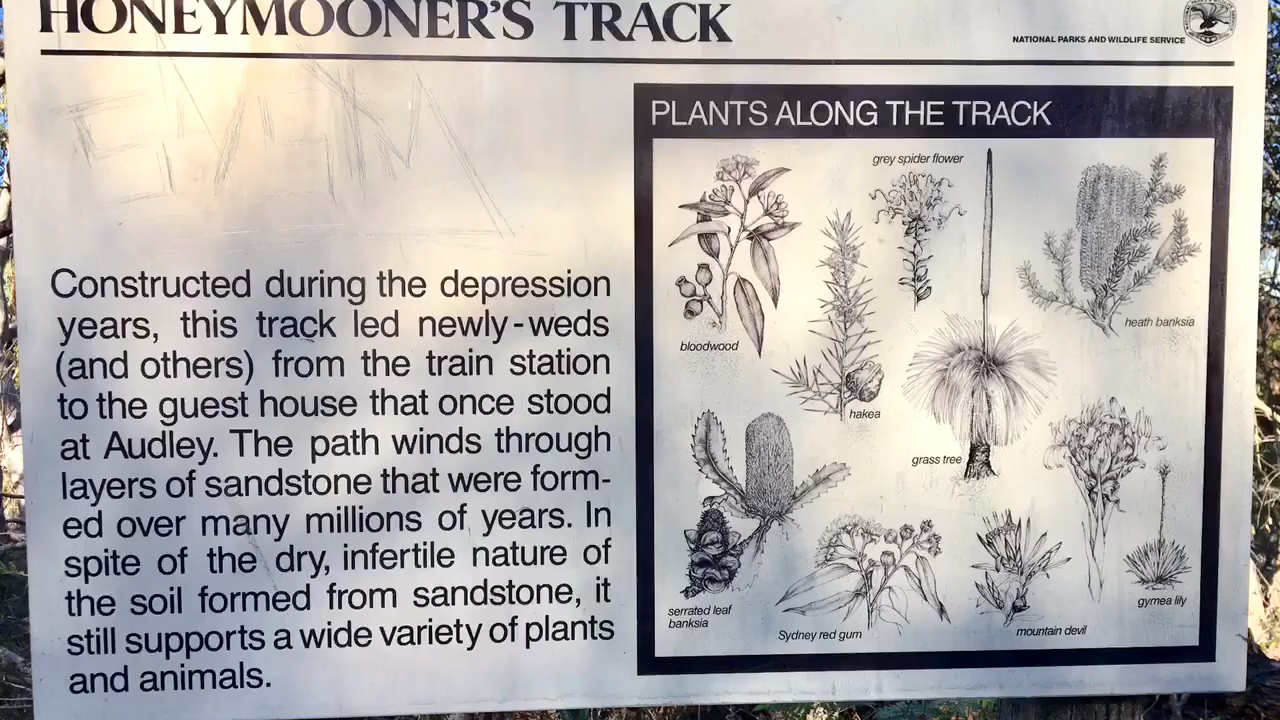 HONEYMOONER'S TRACK
NATIONAL PARKS AND WILDLIFE SERVICE
Constructed during the depression
years, this track led newly-weds
(and others) from the train station
to the guest house that once stood
at Audley. The path winds through
layers of sandstone that were form-
ed over many millions of years. In
spite of the dry, infertile nature of
the soil formed from sandstone, it
still supports a wide variety of plants
and animals.
PLANTS ALONG THE TRACK
grey spider flower
heath banksia
bloodwood
hakea
grass tree
serrated leaf
banksia
Sydney red gum
mountain devil
gymea lily